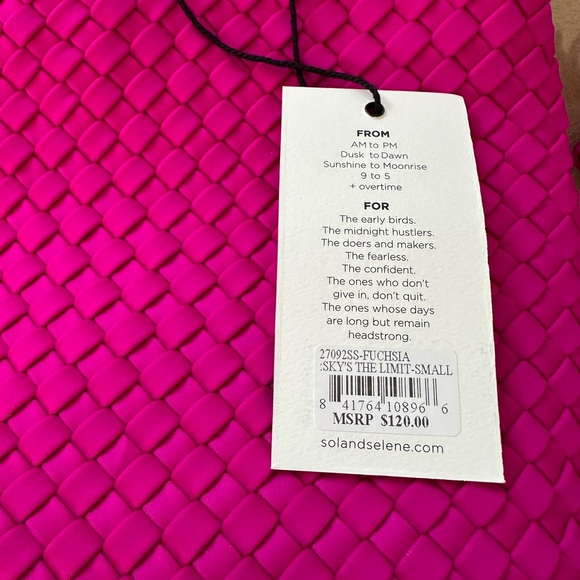 FROM
AM to PM
Dusk to Dawn
Sunshine to Moonrise
9 to 5
+ overtime
FOR
The early birds.
The midnight hustlers.
The doers and makers.
The fearless.
The confident.
The ones who don't
give in, don't quit.
The ones whose days
are long but remain
headstrong.
27092SS-FUCHSIA
:SKY'S THE LIMIT-SMALL
8 41764 10896 6
MSRP $120.00
solandselene.com